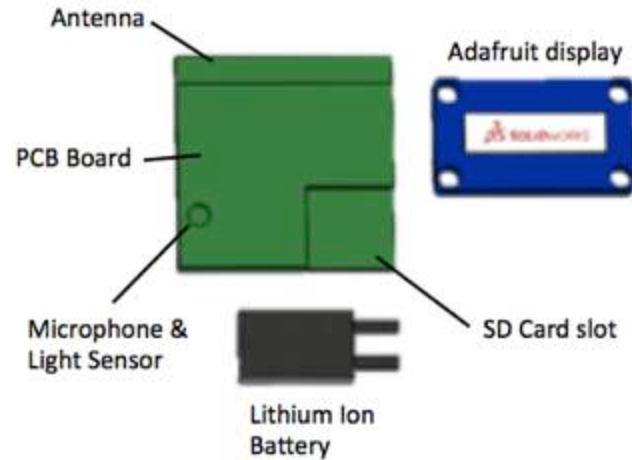 Antenna
Adafruit display
SOLIDWORKS
PCB Board
Microphone &
Light Sensor
SD Card slot
Lithium Ion
Battery